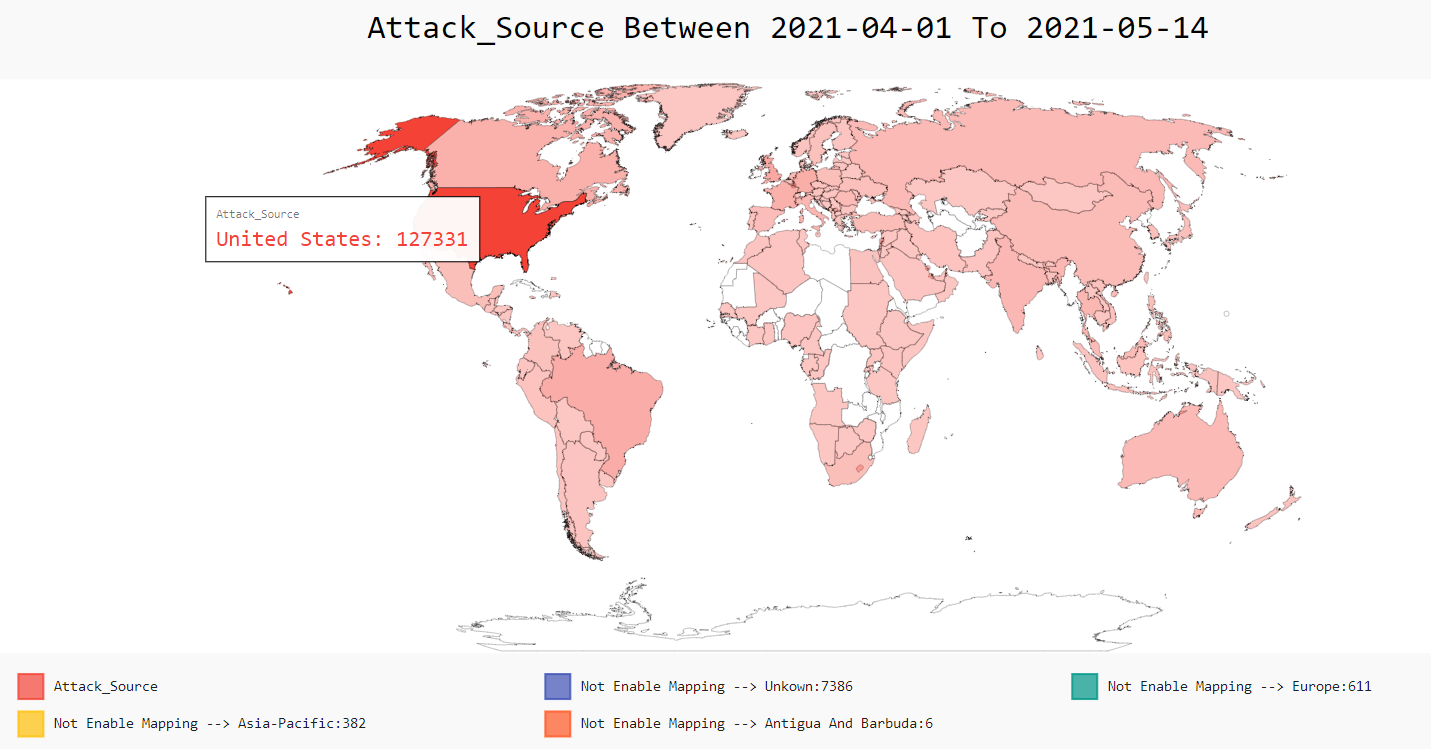 Attack_Source Between 2021-04-01 To 2021-05-14
Attack_Source
United States: 127331
Attack_Source
Not Enable Mapping --> Unkown:7386
Not Enable Mapping --> Europe:611
Not Enable Mapping --> Asia-Pacific:382
Not Enable Mapping --> Antigua And Barbuda:6